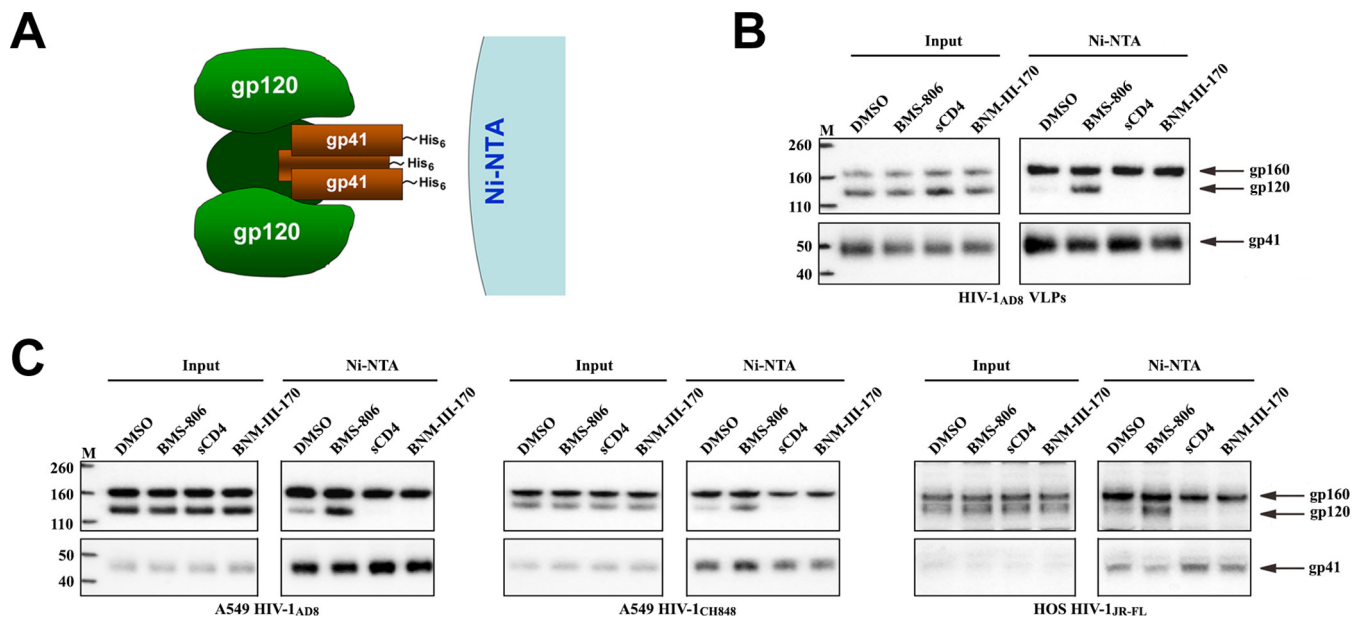 A
gp120
gp41
His6
His6
gp41
His6
gp120
Ni-NTA
B
Input Ni-NTA
DMSO BMS-806 sCD4 BNM-III-170 DMSO BMS-806 sCD4 BNM-III-170
M
260
160
110
gp160
gp120
50
40
gp41
HIV-1AD8 VLPs
C
Input Ni-NTA Input Ni-NTA Input Ni-NTA
DMSO BMS-806 sCD4 BNM-III-170 DMSO BMS-806 sCD4 BNM-III-170 DMSO BMS-806 sCD4 BNM-III-170 DMSO BMS-806 sCD4 BNM-III-170 DMSO BMS-806 sCD4 BNM-III-170 DMSO BMS-806 sCD4 BNM-III-170
M
260
160
110
gp160
gp120
50
40
gp41
A549 HIV-1AD8 A549 HIV-1CH848 HOS HIV-1JR-FL